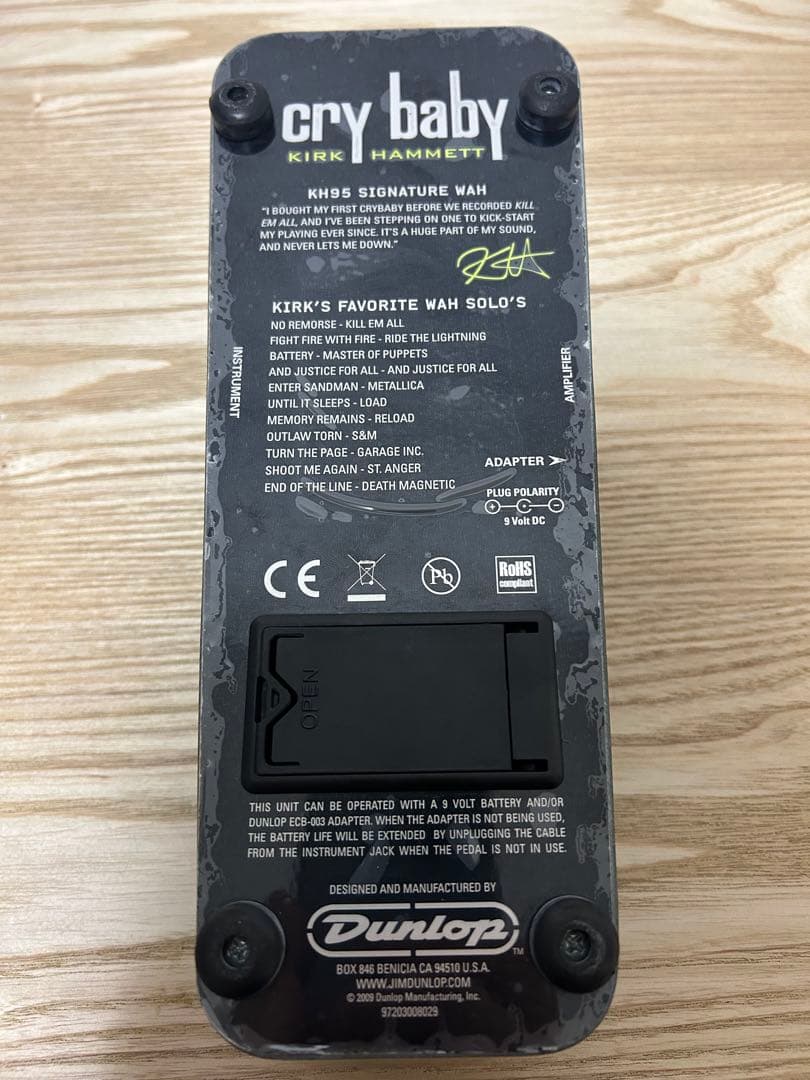 cry baby
KIRK HAMMETT
KH95 SIGNATURE WAH
"I BOUGHT MY FIRST CRYBABY BEFORE WE RECORDED KILL
EM ALL, AND I'VE BEEN STEPPING ON ONE TO KICK-START
MY PLAYING EVER SINCE. IT'S A HUGE PART OF MY SOUND,
AND NEVER LETS ME DOWN."
KIRK'S FAVORITE WAH SOLO'S
NO REMORSE - KILL EM ALL
FIGHT FIRE WITH FIRE - RIDE THE LIGHTNING
BATTERY - MASTER OF PUPPETS
AND JUSTICE FOR ALL - AND JUSTICE FOR ALL
ENTER SANDMAN - METALLICA
UNTIL IT SLEEPS - LOAD
MEMORY REMAINS - RELOAD
OUTLAW TORN - S&M
TURN THE PAGE - GARAGE INC.
SHOOT ME AGAIN - ST. ANGER
END OF THE LINE - DEATH MAGNETIC
INSTRUMENT
AMPLIFIER
ADAPTER
PLUG POLARITY
+ C -
9 Volt DC
CE
Pb
RoHS
compliant
OPEN
THIS UNIT CAN BE OPERATED WITH A 9 VOLT BATTERY AND/OR
DUNLOP ECB-003 ADAPTER. WHEN THE ADAPTER IS NOT BEING USED,
THE BATTERY LIFE WILL BE EXTENDED BY UNPLUGGING THE CABLE
FROM THE INSTRUMENT JACK WHEN THE PEDAL IS NOT IN USE.
DESIGNED AND MANUFACTURED BY
Dunlop™
BOX 846 BENICIA CA 94510 U.S.A.
WWW.JIMDUNLOP.COM
© 2009 Dunlop Manufacturing, Inc.
97203008029